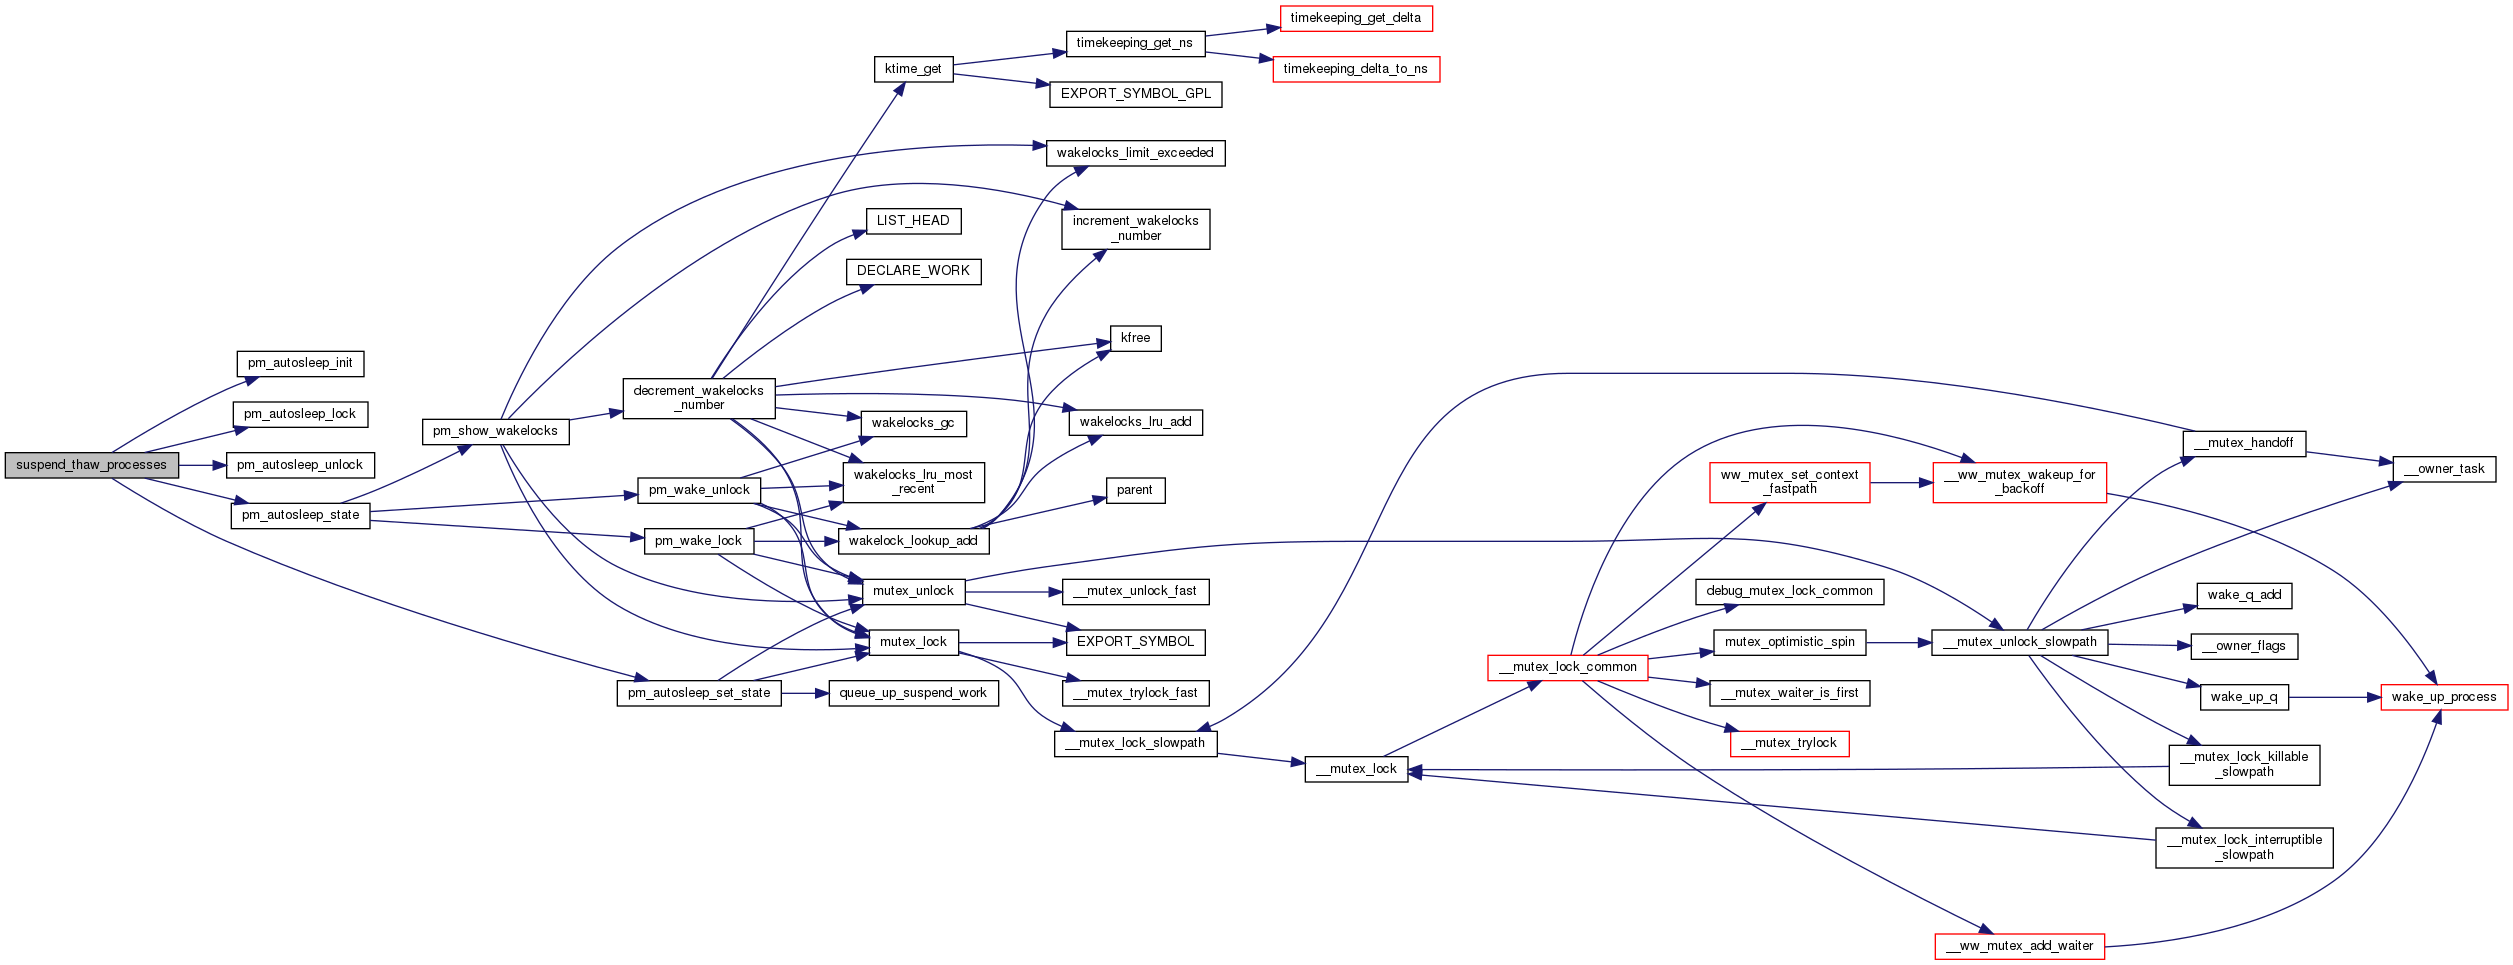 suspend_thaw_processes
pm_autosleep_init
pm_autosleep_lock
pm_autosleep_unlock
pm_autosleep_state
pm_show_wakelocks
decrement_wakelocks
_number
pm_wake_unlock
pm_wake_lock
pm_autosleep_set_state
ktime_get
LIST_HEAD
DECLARE_WORK
wakelocks_gc
wakelocks_lru_most
_recent
wakelock_lookup_add
mutex_unlock
mutex_lock
queue_up_suspend_work
timekeeping_get_ns
EXPORT_SYMBOL_GPL
wakelocks_limit_exceeded
increment_wakelocks
_number
kfree
wakelocks_lru_add
parent
__mutex_unlock_fast
EXPORT_SYMBOL
__mutex_trylock_fast
__mutex_lock_slowpath
timekeeping_get_delta
timekeeping_delta_to_ns
__mutex_lock
__mutex_lock_common
ww_mutex_set_context
_fastpath
debug_mutex_lock_common
mutex_optimistic_spin
__mutex_waiter_is_first
__mutex_trylock
__ww_mutex_wakeup_for
_backoff
__mutex_unlock_slowpath
__ww_mutex_add_waiter
__mutex_handoff
wake_q_add
__owner_flags
wake_up_q
__mutex_lock_killable
_slowpath
__mutex_lock_interruptible
_slowpath
__owner_task
wake_up_process